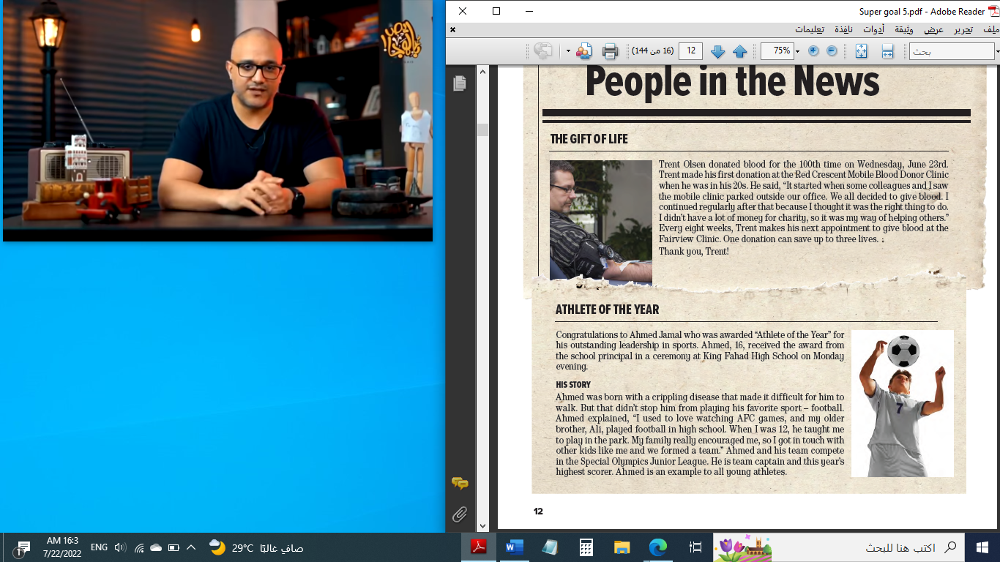 Super goal 5.pdf - Adobe Reader
ملف تحرير عرض وثيقة أدوات نافذة تعليمات
(16 من 144) 12 75% بحث
People in the News
THE GIFT OF LIFE
Trent Olsen donated blood for the 100th time on Wednesday, June 23rd.
Trent made his first donation at the Red Crescent Mobile Blood Donor Clinic
when he was in his 20s. He said, “It started when some colleagues and I saw
the mobile clinic parked outside our office. We all decided to give blood. I
continued regularly after that because I thought it was the right thing to do.
I didn’t have a lot of money for charity, so it was my way of helping others.”
Every eight weeks, Trent makes his next appointment to give blood at the
Fairview Clinic. One donation can save up to three lives.
Thank you, Trent!
ATHLETE OF THE YEAR
Congratulations to Ahmed Jamal who was awarded “Athlete of the Year” for
his outstanding leadership in sports. Ahmed, 16, received the award from
the school principal in a ceremony at King Fahad High School on Monday
evening.
HIS STORY
Ahmed was born with a crippling disease that made it difficult for him to
walk. But that didn’t stop him from playing his favorite sport – football.
Ahmed explained, “I used to love watching AFC games, and my older
brother, Ali, played football in high school. When I was 12, he taught me
to play in the park. My family really encouraged me, so I got in touch with
other kids like me and we formed a team.” Ahmed and his team compete
in the Special Olympics Junior League. He is team captain and this year’s
highest scorer. Ahmed is an example to all young athletes.
7
12
AM 16:3
7/22/2022
1
ENG
29°C صاف غالبًا
اكتب هنا للبحث